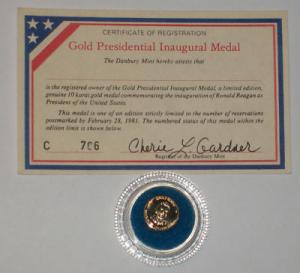 CERTIFICATE OF REGISTRATION
Gold Presidential Inaugural Medal
The Danbury Mint hereby attests that
is the registered owner of the Gold Presidential Inaugural Medal, a limited edition,
genuine 10 karat gold medal commemorating the inauguration of Ronald Reagan as
President of the United States.
This medal is one of an edition strictly limited to the number of reservations
postmarked by February 28, 1981. The numbered status of this medal within the
edition limit is shown below.
C 706 Cherie L. Gardner
Registrar of the Danbury Mint